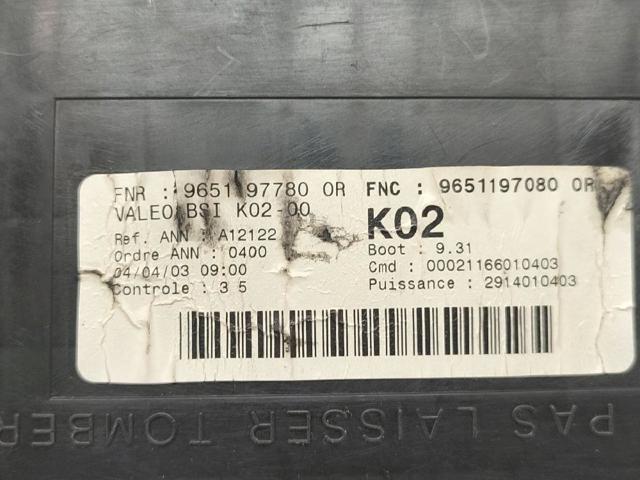 FNR : 9651197780 OR FNC : 9651197080 OR
VALEO BSI K02-00 K02
Ref. ANN : A12122 Boot : 9.31
Ordre ANN : 0400 Cmd : 00021166010403
04/04/03 09:00 Puissance : 2914010403
Controle : 3 5
PAS LAISSER TOMBER